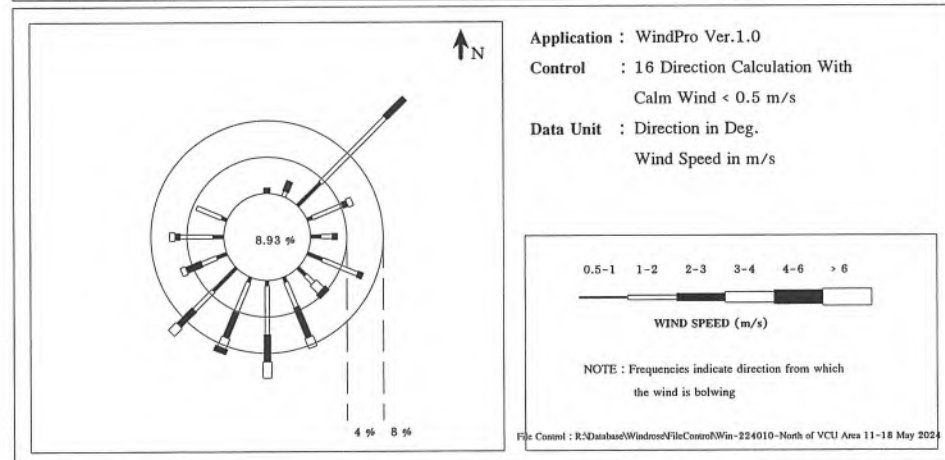 N
8.93 %
4 % 8 %
Application : WindPro Ver.1.0
Control : 16 Direction Calculation With
Calm Wind < 0.5 m/s
Data Unit : Direction in Deg.
Wind Speed in m/s
0.5-1 1-2 2-3 3-4 4-6 > 6
WIND SPEED (m/s)
NOTE : Frequencies indicate direction from which
the wind is bolwing
File Control : R:\Database\Windrose\FileControl\Win-224010-North of VCU Area 11-18 May 2024